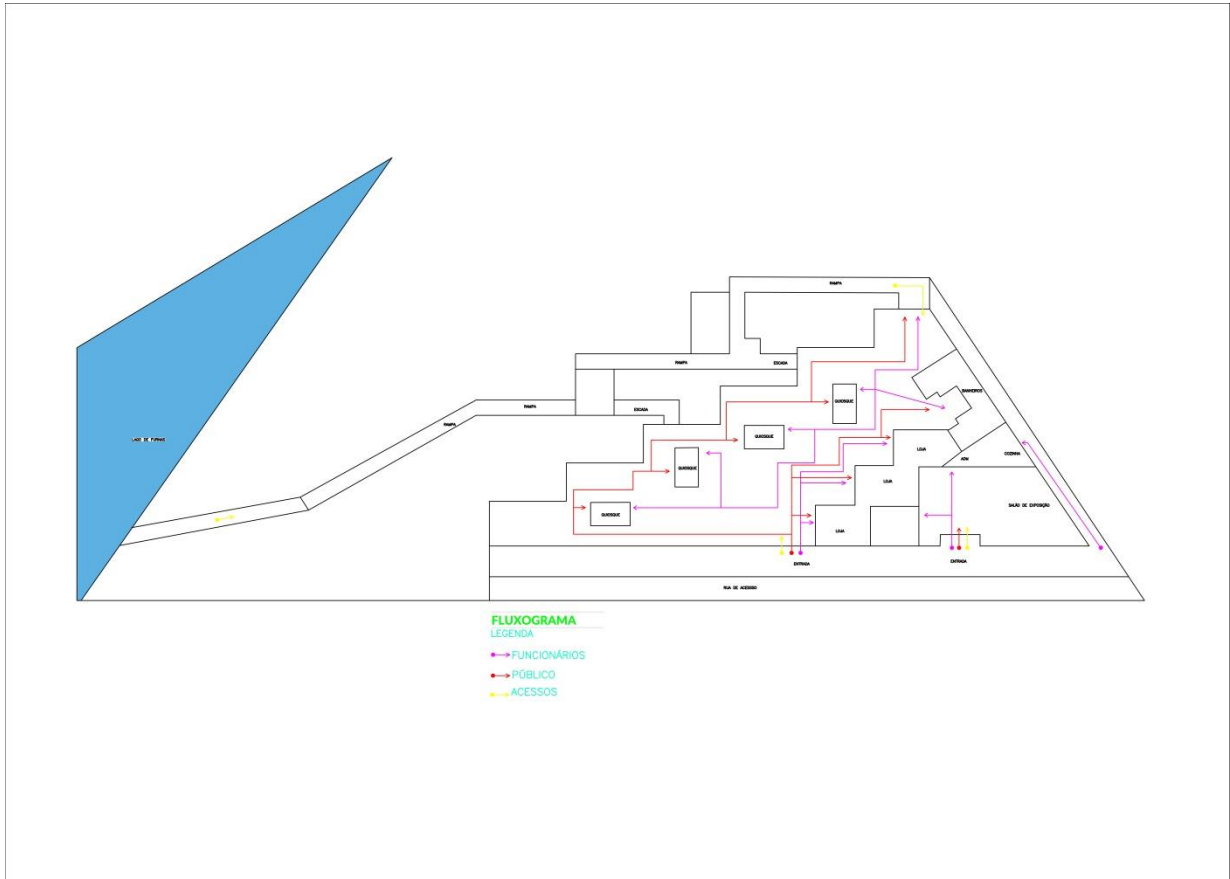 RAMPA
RAMPA
ESCADA
BANHEIROS
QUIOSQUE
RAMPA
ESCADA
RAMPA
LAGO DE FURNAS
QUIOSQUE
LOJA
ADM
COZINHA
QUIOSQUE
LOJA
SALÃO DE EXPOSIÇÃO
QUIOSQUE
LOJA
ENTRADA
ENTRADA
RUA DE ACESSO
FLUXOGRAMA
LEGENDA
FUNCIONÁRIOS
PÚBLICO
ACESSOS